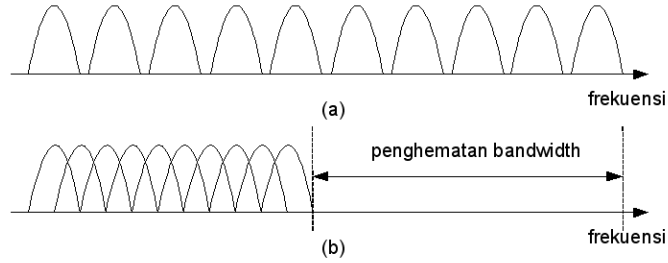 frekuensi
(a)
penghematan bandwidth
frekuensi
(b)